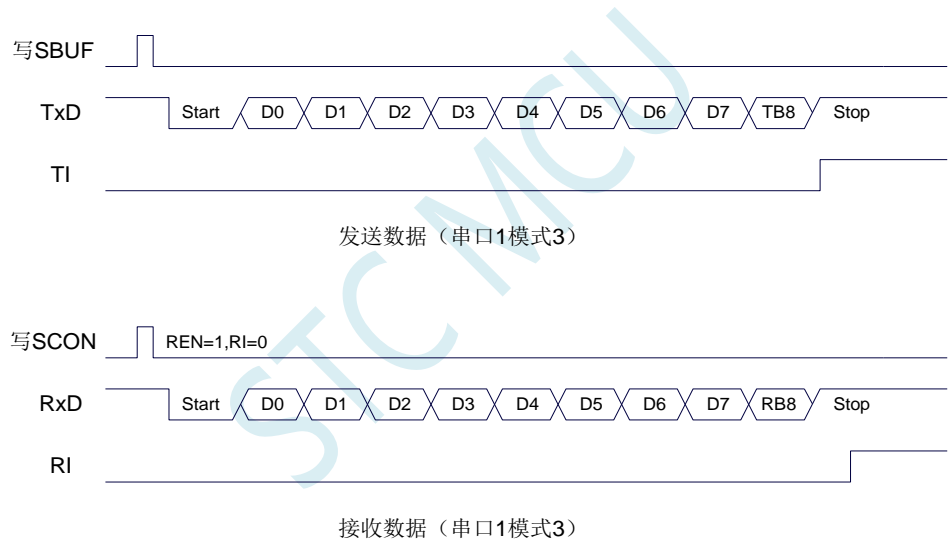 写SBUF
TxD Start D0 D1 D2 D3 D4 D5 D6 D7 TB8 Stop
TI
发送数据（串口1模式3）
写SCON REN=1,RI=0
RxD Start D0 D1 D2 D3 D4 D5 D6 D7 RB8 Stop
RI
接收数据（串口1模式3）
STC MCU